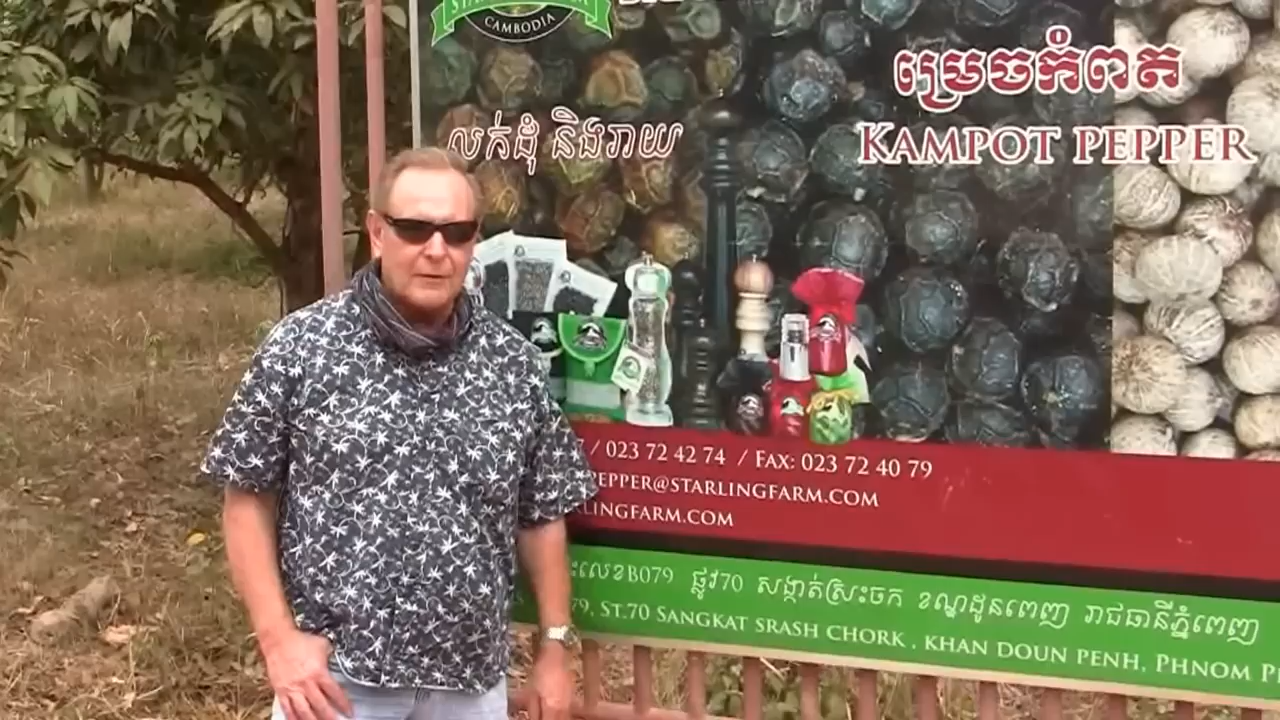 CAMBODIA
ម្រេចកំពត
លក់ដុំ និងរាយ
KAMPOT PEPPER
7 / 023 72 42 74 / FAX: 023 72 40 79
PEPPER@STARLINGFARM.COM
RLINGFARM.COM
ះលេខB079 ផ្លូវ70 សង្កាត់ស្រះចក ខណ្ឌដូនពេញ រាជធានីភ្នំពេញ
79, ST.70 SANGKAT SRASH CHORK , KHAN DOUN PENH, PHNOM